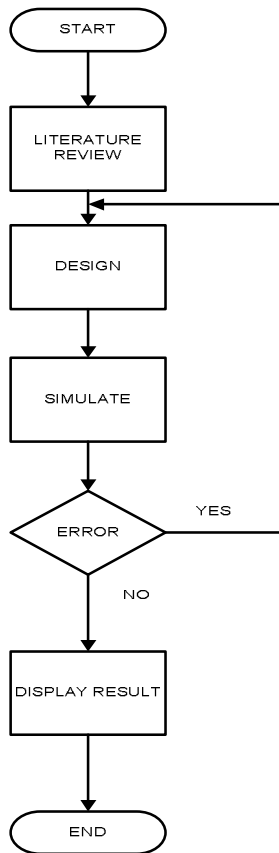 START
LITERATURE
REVIEW
DESIGN
SIMULATE
ERROR
YES
NO
DISPLAY RESULT
END